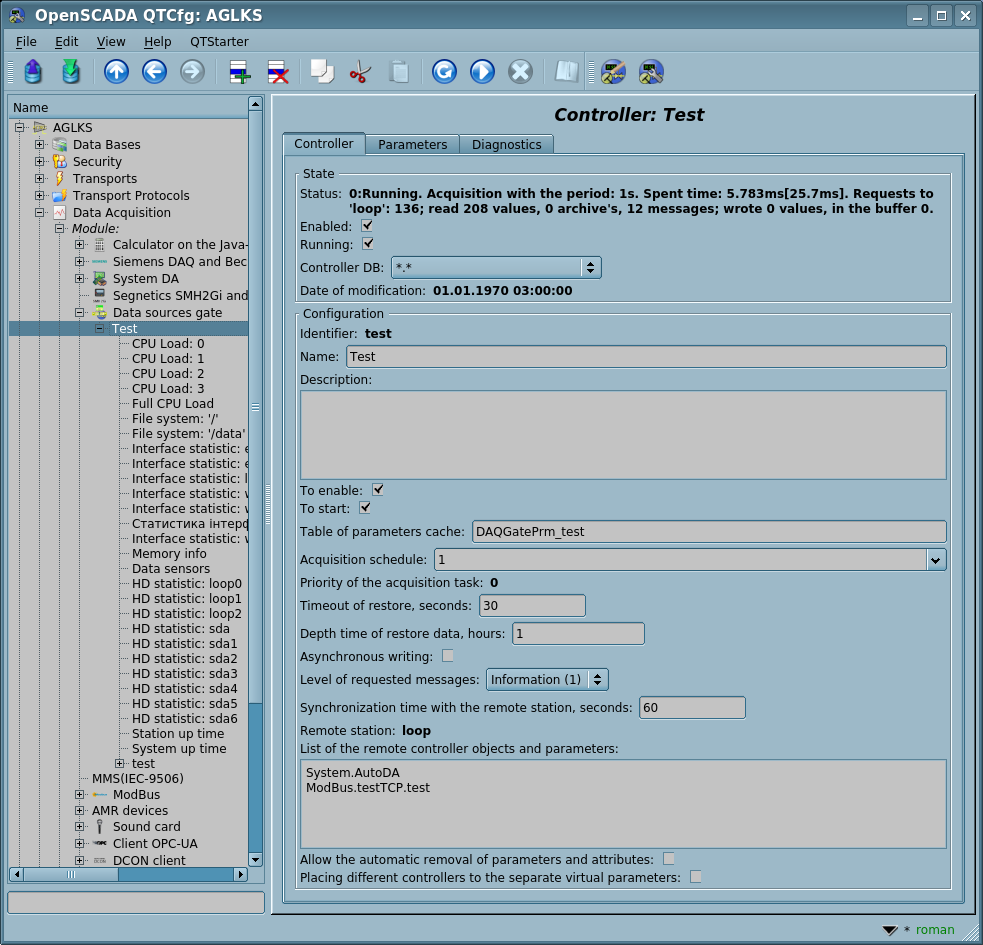 OpenSCADA QTCfg: AGLKS
File Edit View Help QTStarter
Name
AGLKS
Data Bases
Security
Transports
Transport Protocols
Data Acquisition
Module:
Calculator on the Java-
Siemens DAQ and Bec
System DA
Segnetics SMH2Gi and
Data sources gate
Test
CPU Load: 0
CPU Load: 1
CPU Load: 2
CPU Load: 3
Full CPU Load
File system: '/'
File system: '/data'
Interface statistic: e
Interface statistic: e
Interface statistic: l
Interface statistic: w
Interface statistic: w
Статистика інтерф
Interface statistic: w
Memory info
Data sensors
HD statistic: loop0
HD statistic: loop1
HD statistic: loop2
HD statistic: sda
HD statistic: sda1
HD statistic: sda2
HD statistic: sda3
HD statistic: sda4
HD statistic: sda5
HD statistic: sda6
Station up time
System up time
test
MMS(IEC-9506)
ModBus
AMR devices
Sound card
Client OPC-UA
DCON client
Controller: Test
Controller Parameters Diagnostics
State
Status: 0:Running. Acquisition with the period: 1s. Spent time: 5.783ms[25.7ms]. Requests to
'loop': 136; read 208 values, 0 archive's, 12 messages; wrote 0 values, in the buffer 0.
Enabled:
Running:
Controller DB: *.*
Date of modification: 01.01.1970 03:00:00
Configuration
Identifier: test
Name: Test
Description:
To enable:
To start:
Table of parameters cache: DAQGatePrm_test
Acquisition schedule: 1
Priority of the acquisition task: 0
Timeout of restore, seconds: 30
Depth time of restore data, hours: 1
Asynchronous writing:
Level of requested messages: Information (1)
Synchronization time with the remote station, seconds: 60
Remote station: loop
List of the remote controller objects and parameters:
System.AutoDA
ModBus.testTCP.test
Allow the automatic removal of parameters and attributes:
Placing different controllers to the separate virtual parameters:
* roman